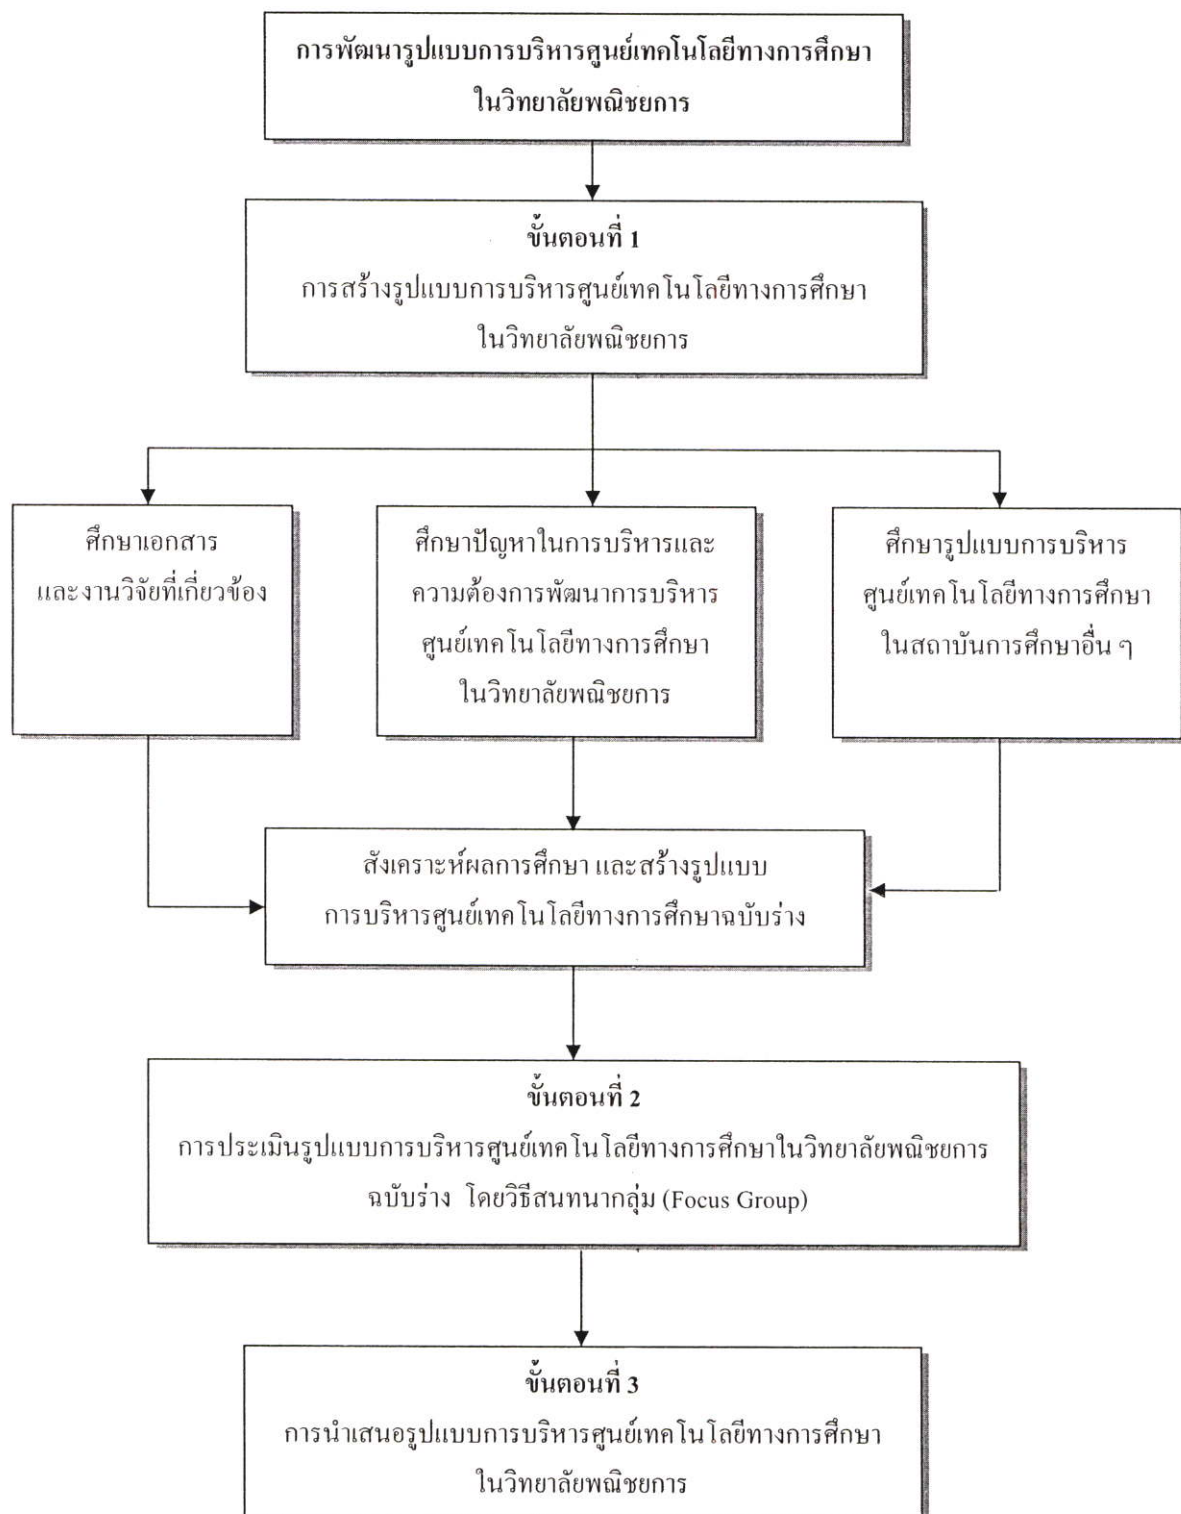 การพัฒนารูปแบบการบริหารศูนย์เทคโนโลยีทางการศึกษา
ในวิทยาลัยพณิชยการ
ขั้นตอนที่ 1
การสร้างรูปแบบการบริหารศูนย์เทคโนโลยีทางการศึกษา
ในวิทยาลัยพณิชยการ
ศึกษาเอกสาร
และงานวิจัยที่เกี่ยวข้อง
ศึกษาปัญหาในการบริหารและ
ความต้องการพัฒนาการบริหาร
ศูนย์เทคโนโลยีทางการศึกษา
ในวิทยาลัยพณิชยการ
ศึกษารูปแบบการบริหาร
ศูนย์เทคโนโลยีทางการศึกษา
ในสถาบันการศึกษาอื่น ๆ
สังเคราะห์ผลการศึกษา และสร้างรูปแบบ
การบริหารศูนย์เทคโนโลยีทางการศึกษาฉบับร่าง
ขั้นตอนที่ 2
การประเมินรูปแบบการบริหารศูนย์เทคโนโลยีทางการศึกษาในวิทยาลัยพณิชยการ
ฉบับร่าง โดยวิธีสนทนากลุ่ม (Focus Group)
ขั้นตอนที่ 3
การนำเสนอรูปแบบการบริหารศูนย์เทคโนโลยีทางการศึกษา
ในวิทยาลัยพณิชยการ